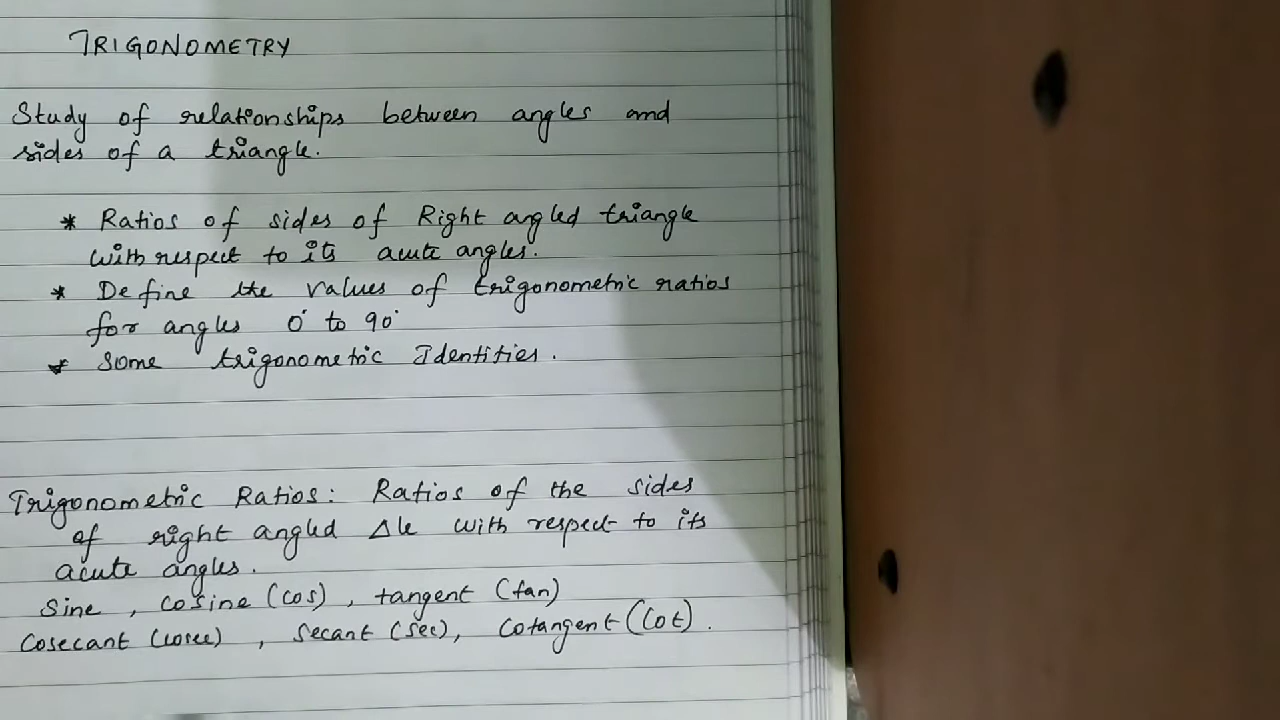 TRIGONOMETRY
Study of relationships between angles and
sides of a triangle.
* Ratios of sides of Right angled triangle
with respect to its acute angles.
* Define the values of trigonometric ratios
for angles 0° to 90°
* Some trigonometric Identities.
Trigonometric Ratios: Ratios of the sides
of right angled Δle with respect to its
acute angles.
Sine, Cosine (cos), tangent (tan)
Cosecant (cosec), Secant (Sec), Cotangent (Cot).